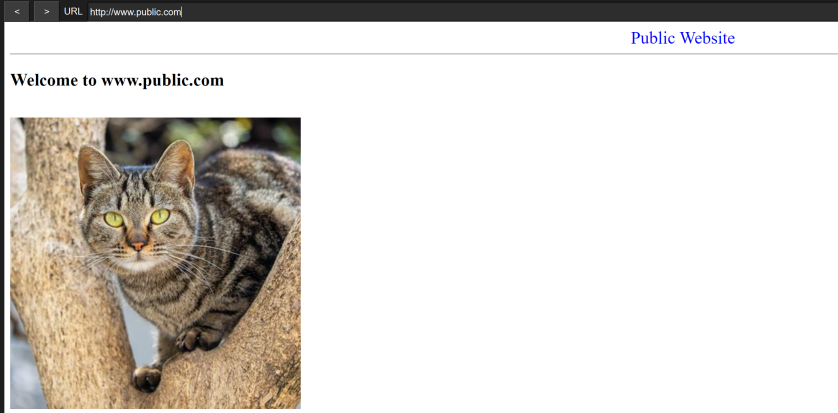 < > URL http://www.public.com
Public Website
Welcome to www.public.com